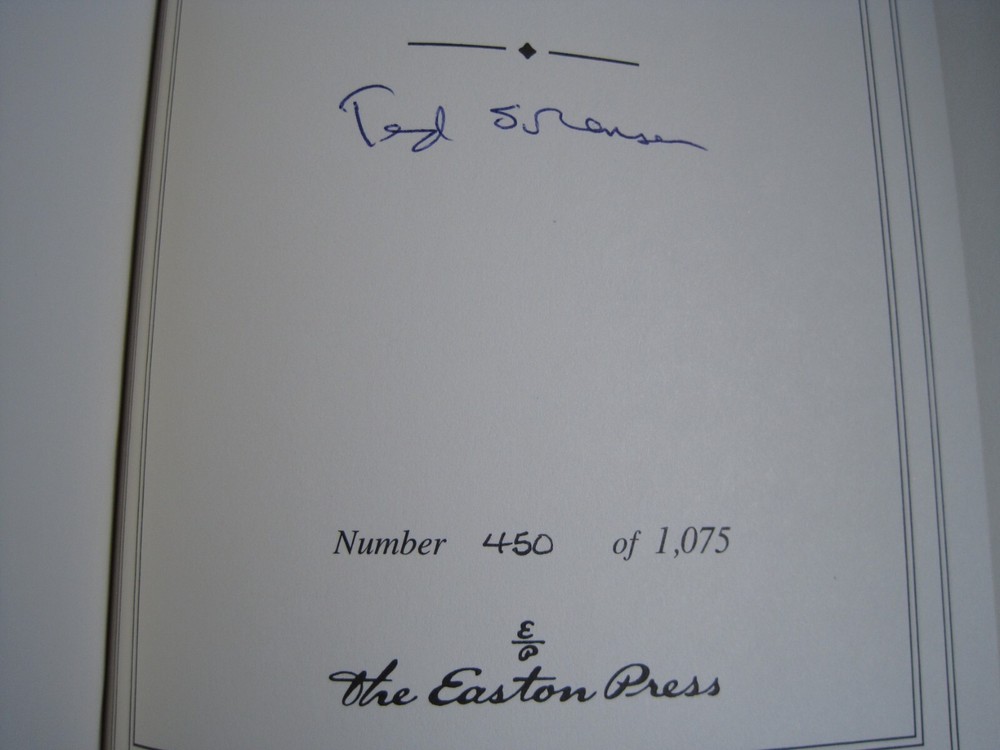 Ted Sorensen
Number 450 of 1,075
E
P
The Easton Press